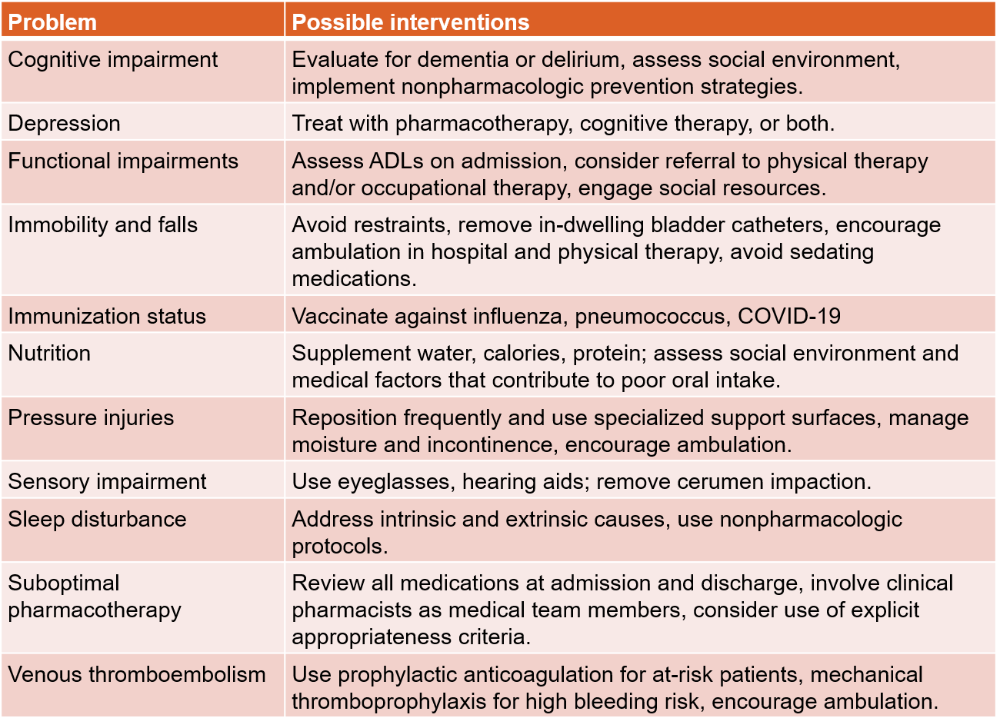 Problem
Possible interventions
Cognitive impairment
Evaluate for dementia or delirium, assess social environment,
implement nonpharmacologic prevention strategies.
Depression
Treat with pharmacotherapy, cognitive therapy, or both.
Functional impairments
Assess ADLs on admission, consider referral to physical therapy
and/or occupational therapy, engage social resources.
Immobility and falls
Avoid restraints, remove in-dwelling bladder catheters, encourage
ambulation in hospital and physical therapy, avoid sedating
medications.
Immunization status
Vaccinate against influenza, pneumococcus, COVID-19
Nutrition
Supplement water, calories, protein; assess social environment and
medical factors that contribute to poor oral intake.
Pressure injuries
Reposition frequently and use specialized support surfaces, manage
moisture and incontinence, encourage ambulation.
Sensory impairment
Use eyeglasses, hearing aids; remove cerumen impaction.
Sleep disturbance
Address intrinsic and extrinsic causes, use nonpharmacologic
protocols.
Suboptimal
pharmacotherapy
Review all medications at admission and discharge, involve clinical
pharmacists as medical team members, consider use of explicit
appropriateness criteria.
Venous thromboembolism
Use prophylactic anticoagulation for at-risk patients, mechanical
thromboprophylaxis for high bleeding risk, encourage ambulation.